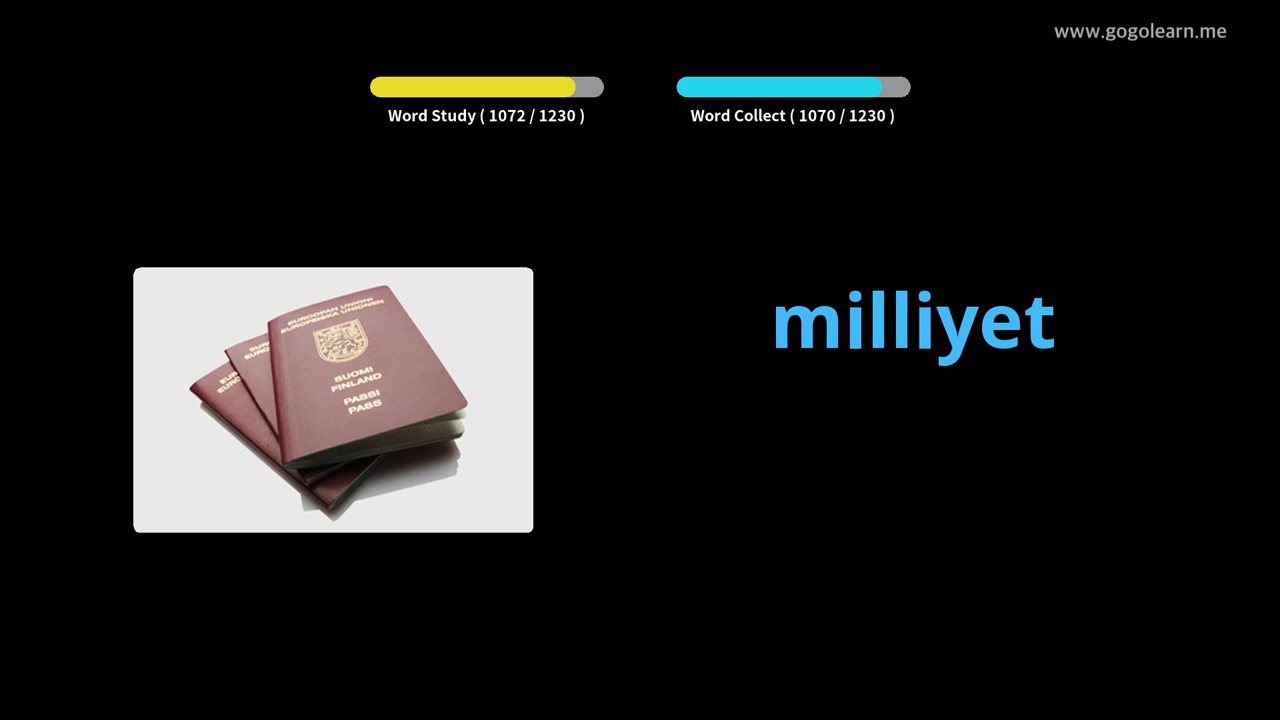 www.gogolearn.me
Word Study ( 1072 / 1230 )
Word Collect ( 1070 / 1230 )
milliyet
EUROOPAN UNIONI
EUROPEISKA UNIONEN
SUOMI
FINLAND
PASSI
PASS